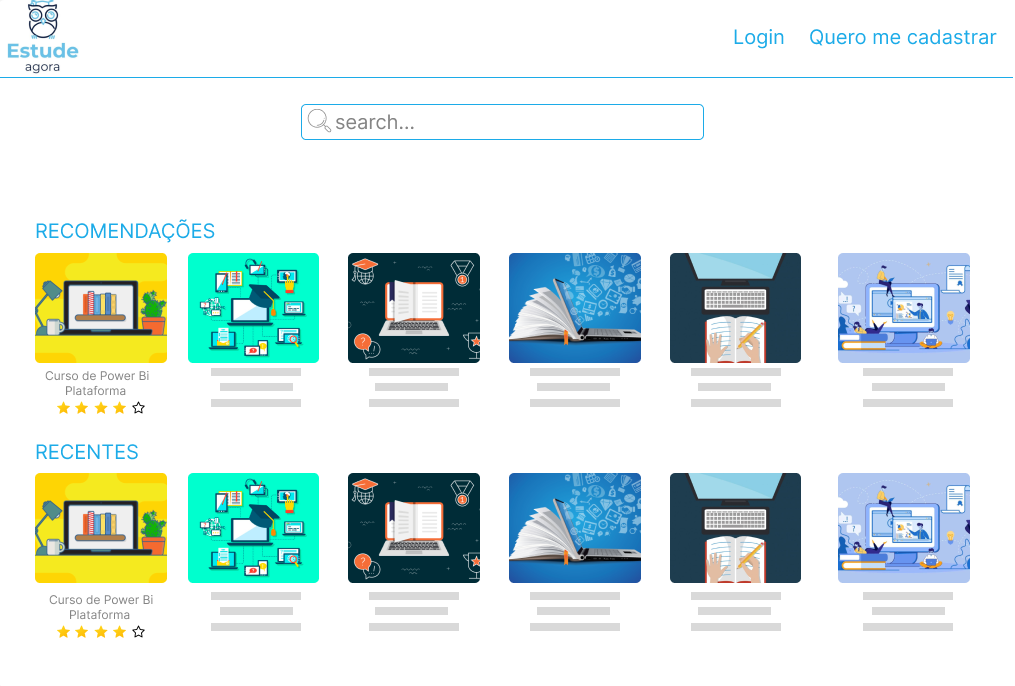 Estude
agora
Login
Quero me cadastrar
search...
RECOMENDAÇÕES
Curso de Power Bi
Plataforma
RECENTES
Curso de Power Bi
Plataforma